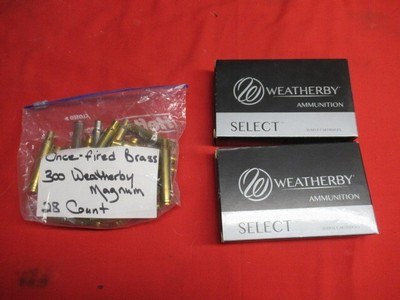 Once-fired Brass
300 Weatherby
Magnum
28 Count
WEATHERBY
AMMUNITION
SELECT
WEATHERBY
AMMUNITION
SELECT